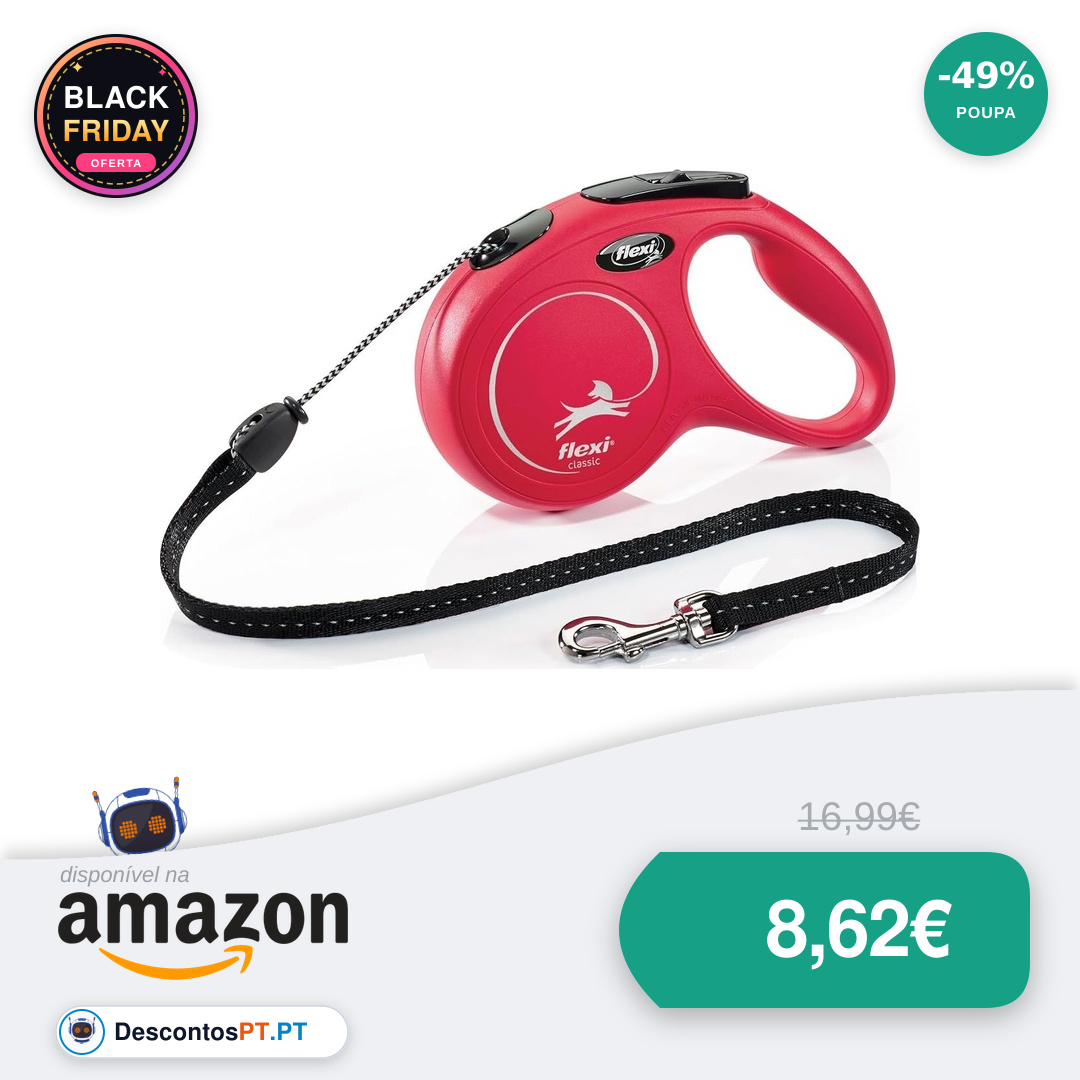 BLACK
FRIDAY
OFERTA
-49%
POUPA
flexi
flexi®
classic
16,99€
disponível na
amazon
8,62€
DescontosPT.PT